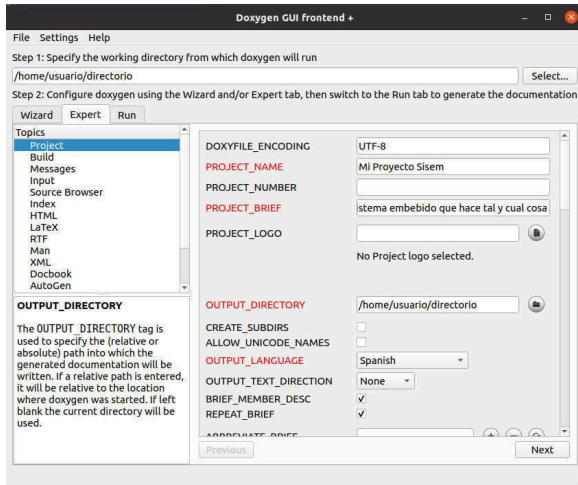 Doxygen GUI frontend +
File Settings Help
Step 1: Specify the working directory from which doxygen will run
/home/usuario/directorio
Select...
Step 2: Configure doxygen using the Wizard and/or Expert tab, then switch to the Run tab to generate the documentation
Wizard Expert Run
Topics
Project
Build
Messages
Input
Source Browser
Index
HTML
LaTeX
RTF
Man
XML
Docbook
AutoGen
OUTPUT_DIRECTORY
The OUTPUT_DIRECTORY tag is
used to specify the (relative or
absolute) path into which the
generated documentation will be
written. If a relative path is entered,
it will be relative to the location
where doxygen was started. If left
blank the current directory will be
used.
DOXYFILE_ENCODING UTF-8
PROJECT_NAME Mi Proyecto Sisem
PROJECT_NUMBER
PROJECT_BRIEF istema embebido que hace tal y cual cosa
PROJECT_LOGO
No Project logo selected.
OUTPUT_DIRECTORY /home/usuario/directorio
CREATE_SUBDIRS
ALLOW_UNICODE_NAMES
OUTPUT_LANGUAGE Spanish
OUTPUT_TEXT_DIRECTION None
BRIEF_MEMBER_DESC
REPEAT_BRIEF
ABBREVIATE_BRIEF
Previous Next